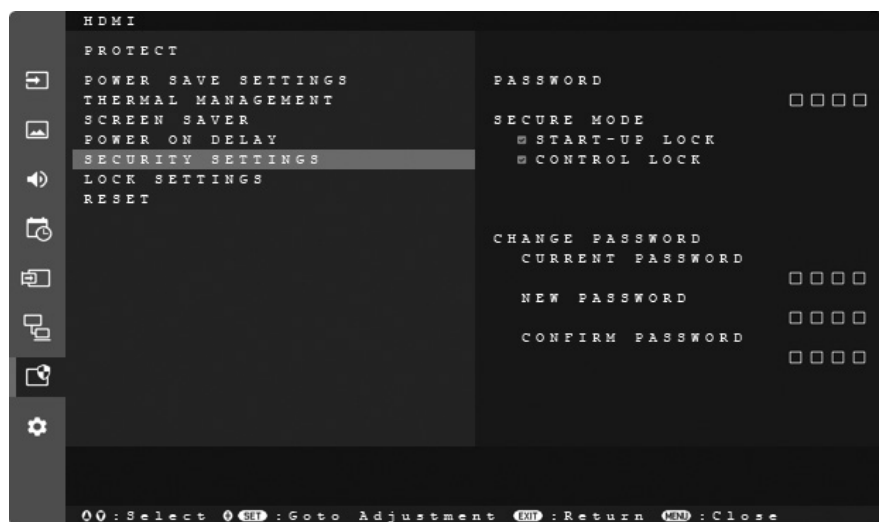 HDMI
PROTECT
POWER SAVE SETTINGS
THERMAL MANAGEMENT
SCREEN SAVER
POWER ON DELAY
SECURITY SETTINGS
LOCK SETTINGS
RESET
PASSWORD
SECURE MODE
START-UP LOCK
CONTROL LOCK
CHANGE PASSWORD
CURRENT PASSWORD
NEW PASSWORD
CONFIRM PASSWORD
:Select SET :Goto Adjustment EXIT :Return MENU :Close